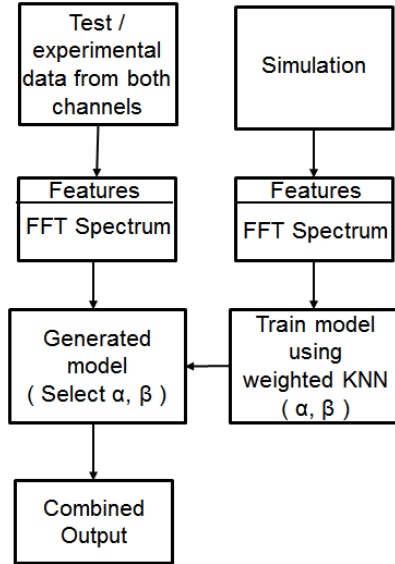 Test /
experimental
data from both
channels
Simulation
Features
FFT Spectrum
Features
FFT Spectrum
Generated
model
( Select α, β )
Train model
using
weighted KNN
( α, β )
Combined
Output